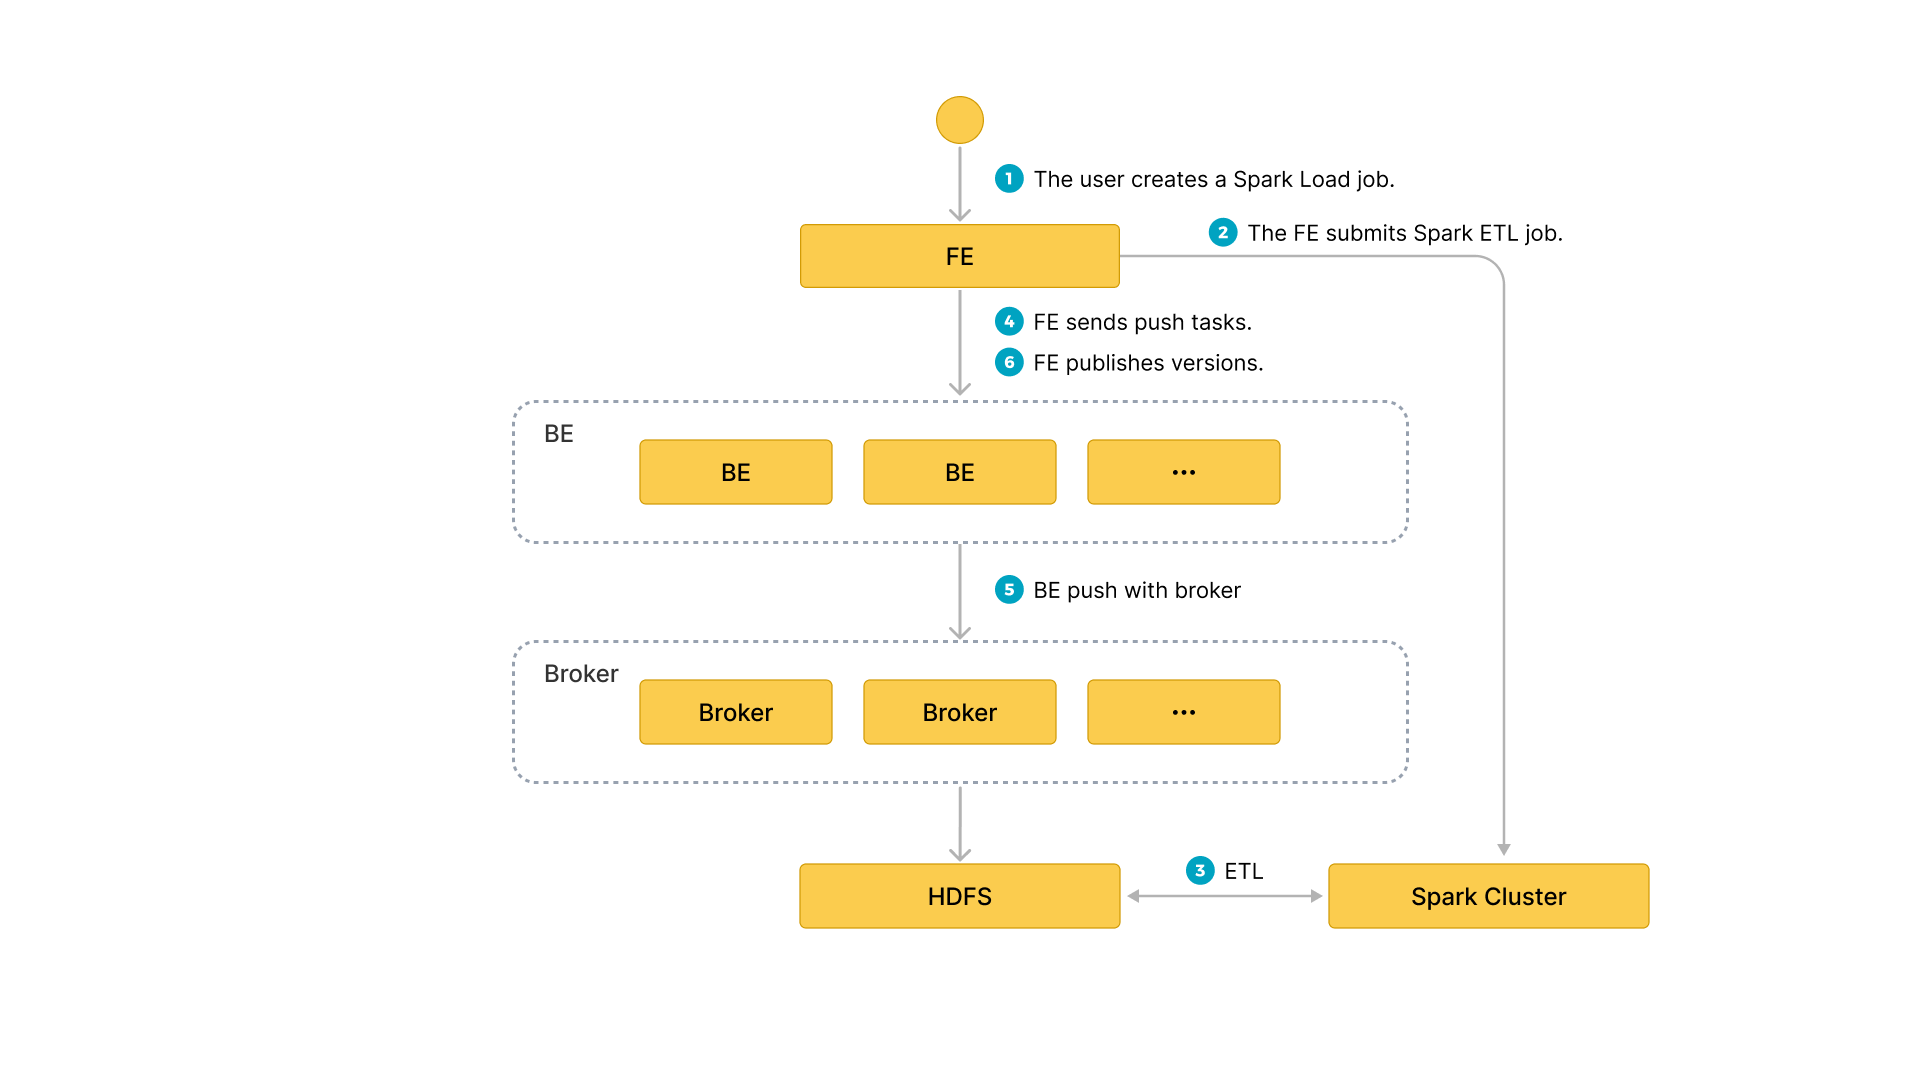 1 The user creates a Spark Load job.
2 The FE submits Spark ETL job.
FE
4 FE sends push tasks.
6 FE publishes versions.
BE
BE
BE
•••
5 BE push with broker
Broker
Broker
Broker
•••
3 ETL
HDFS
Spark Cluster